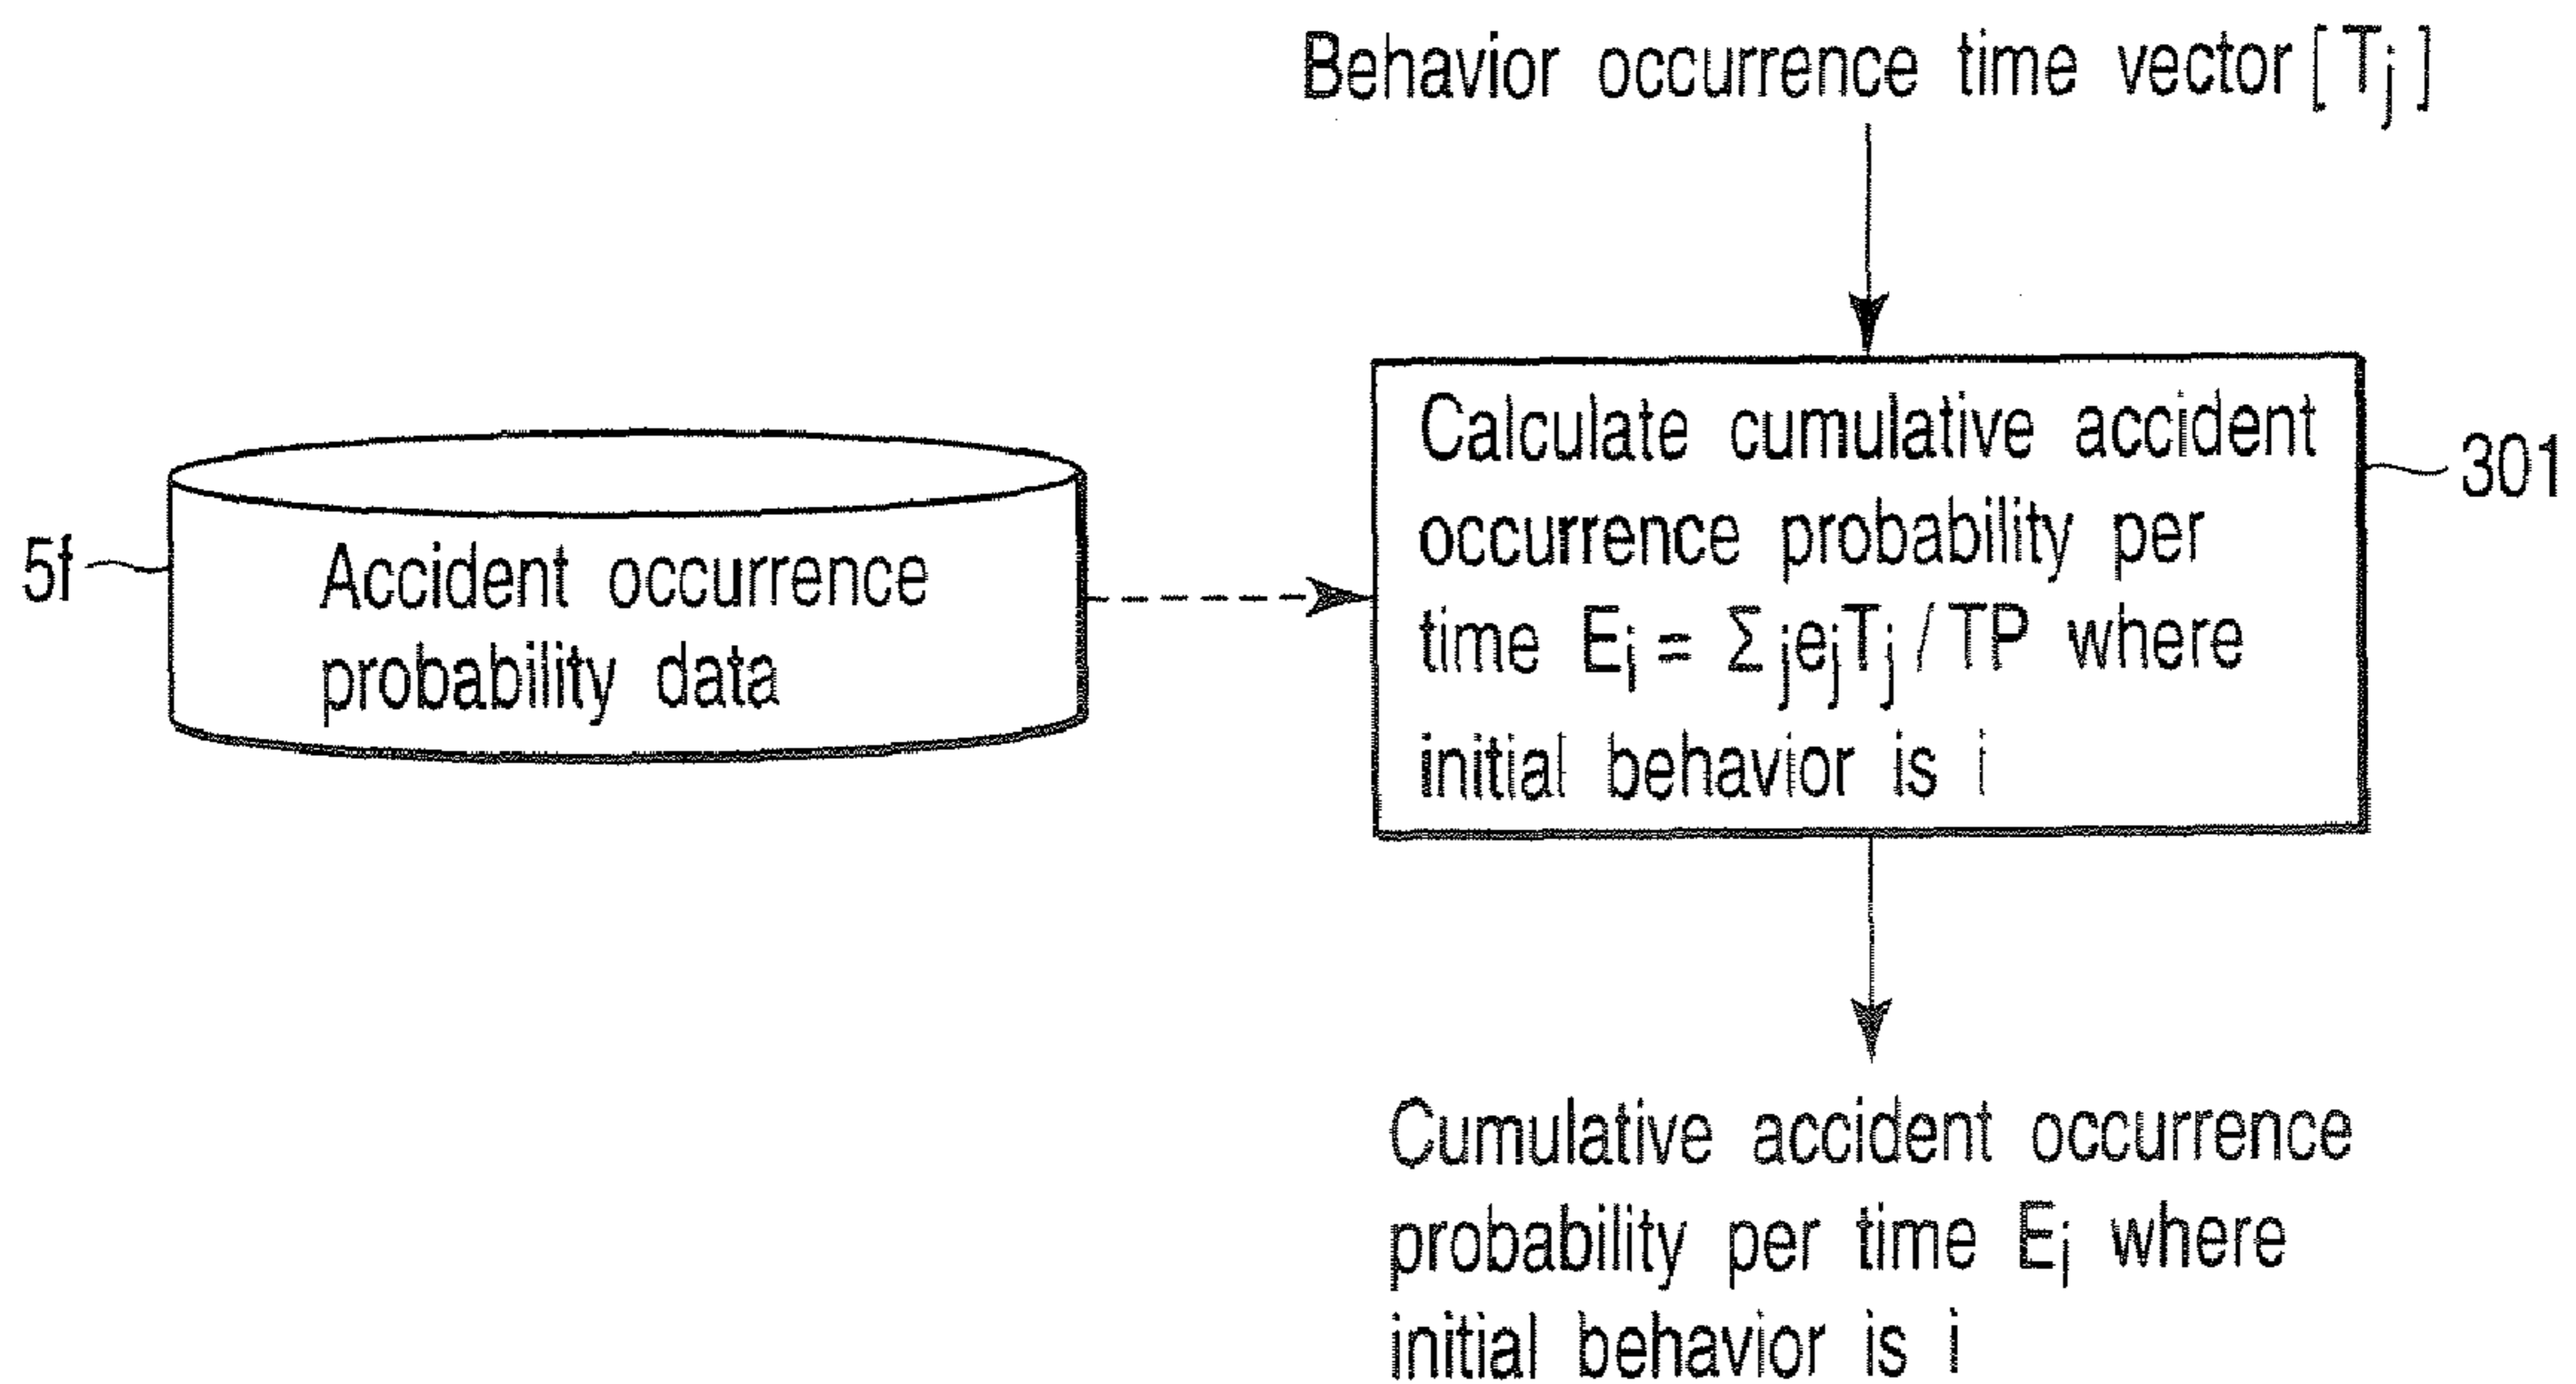 Behavior occurrence time vector [Tj]
Calculate cumulative accident
occurrence probability per
time Ei = ΣjejTj / TP where
initial behavior is i
301
5f
Accident occurrence
probability data
Cumulative accident occurrence
probability per time Ei where
initial behavior is i